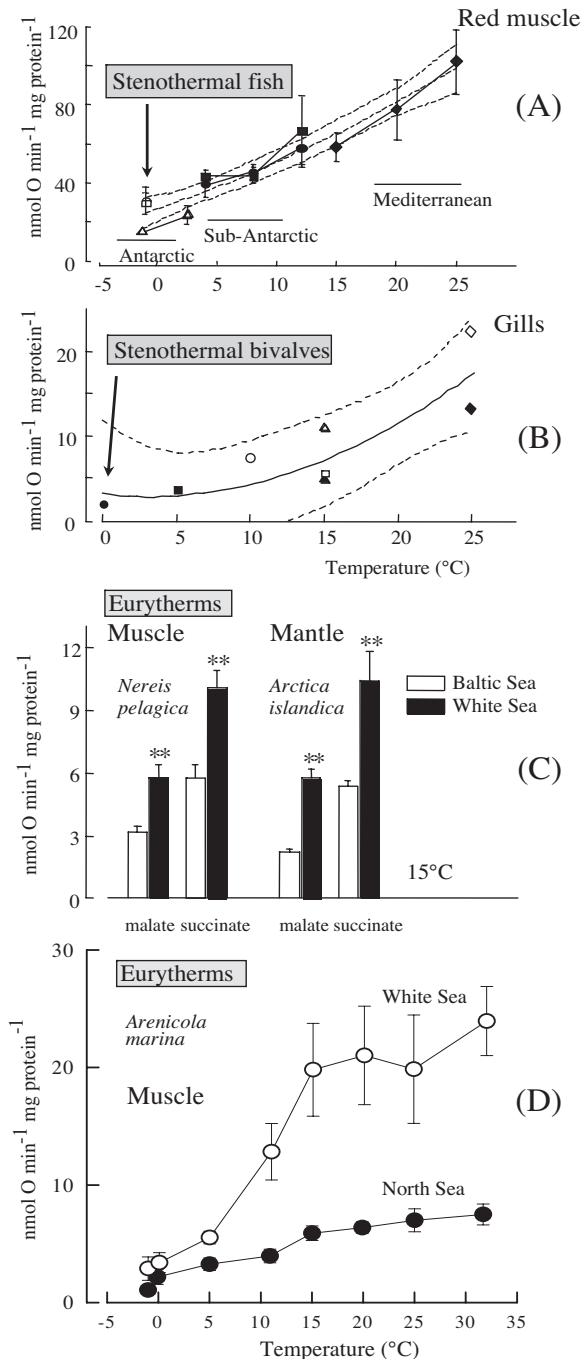 Red muscle
120
80
40
0
nmol O min-1 mg protein-1
Stenothermal fish
(A)
Mediterranean
Sub-Antarctic
Antarctic
-5 0 5 10 15 20 25
Gills
20
10
0
nmol O min-1 mg protein-1
Stenothermal bivalves
(B)
0 5 10 15 20 25
Temperature (°C)
Eurytherms
Muscle Mantle
12
9
6
3
0
nmol O min-1 mg protein-1
Nereis
pelagica
Arctica
islandica
** ** ** **
Baltic Sea
White Sea
(C)
15°C
malate succinate malate succinate
Eurytherms
30
20
10
0
nmol O min-1 mg protein-1
Arenicola
marina
White Sea
Muscle
(D)
North Sea
-5 0 5 10 15 20 25 30 35
Temperature (°C)